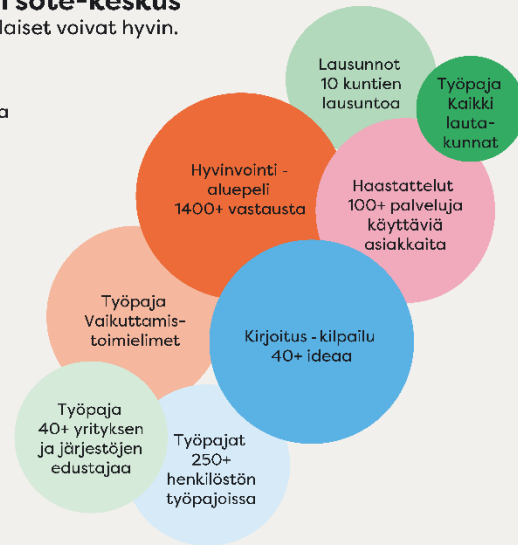 sote-keskus
laiset voivat hyvin.
a
Lausunnot
10 kuntien
lausuntoa
Työpaja
Kaikki
lauta-
kunnat
Hyvinvointi -
aluepeli
1400+ vastausta
Haastattelut
100+ palveluja
käyttäviä
asiakkaita
Työpaja
Vaikuttamis-
toimielimet
Kirjoitus - kilpailu
40+ ideaa
Työpaja
40+ yrityksen
ja järjestöjen
edustajaa
Työpajat
250+
henkilöstön
työpajoissa